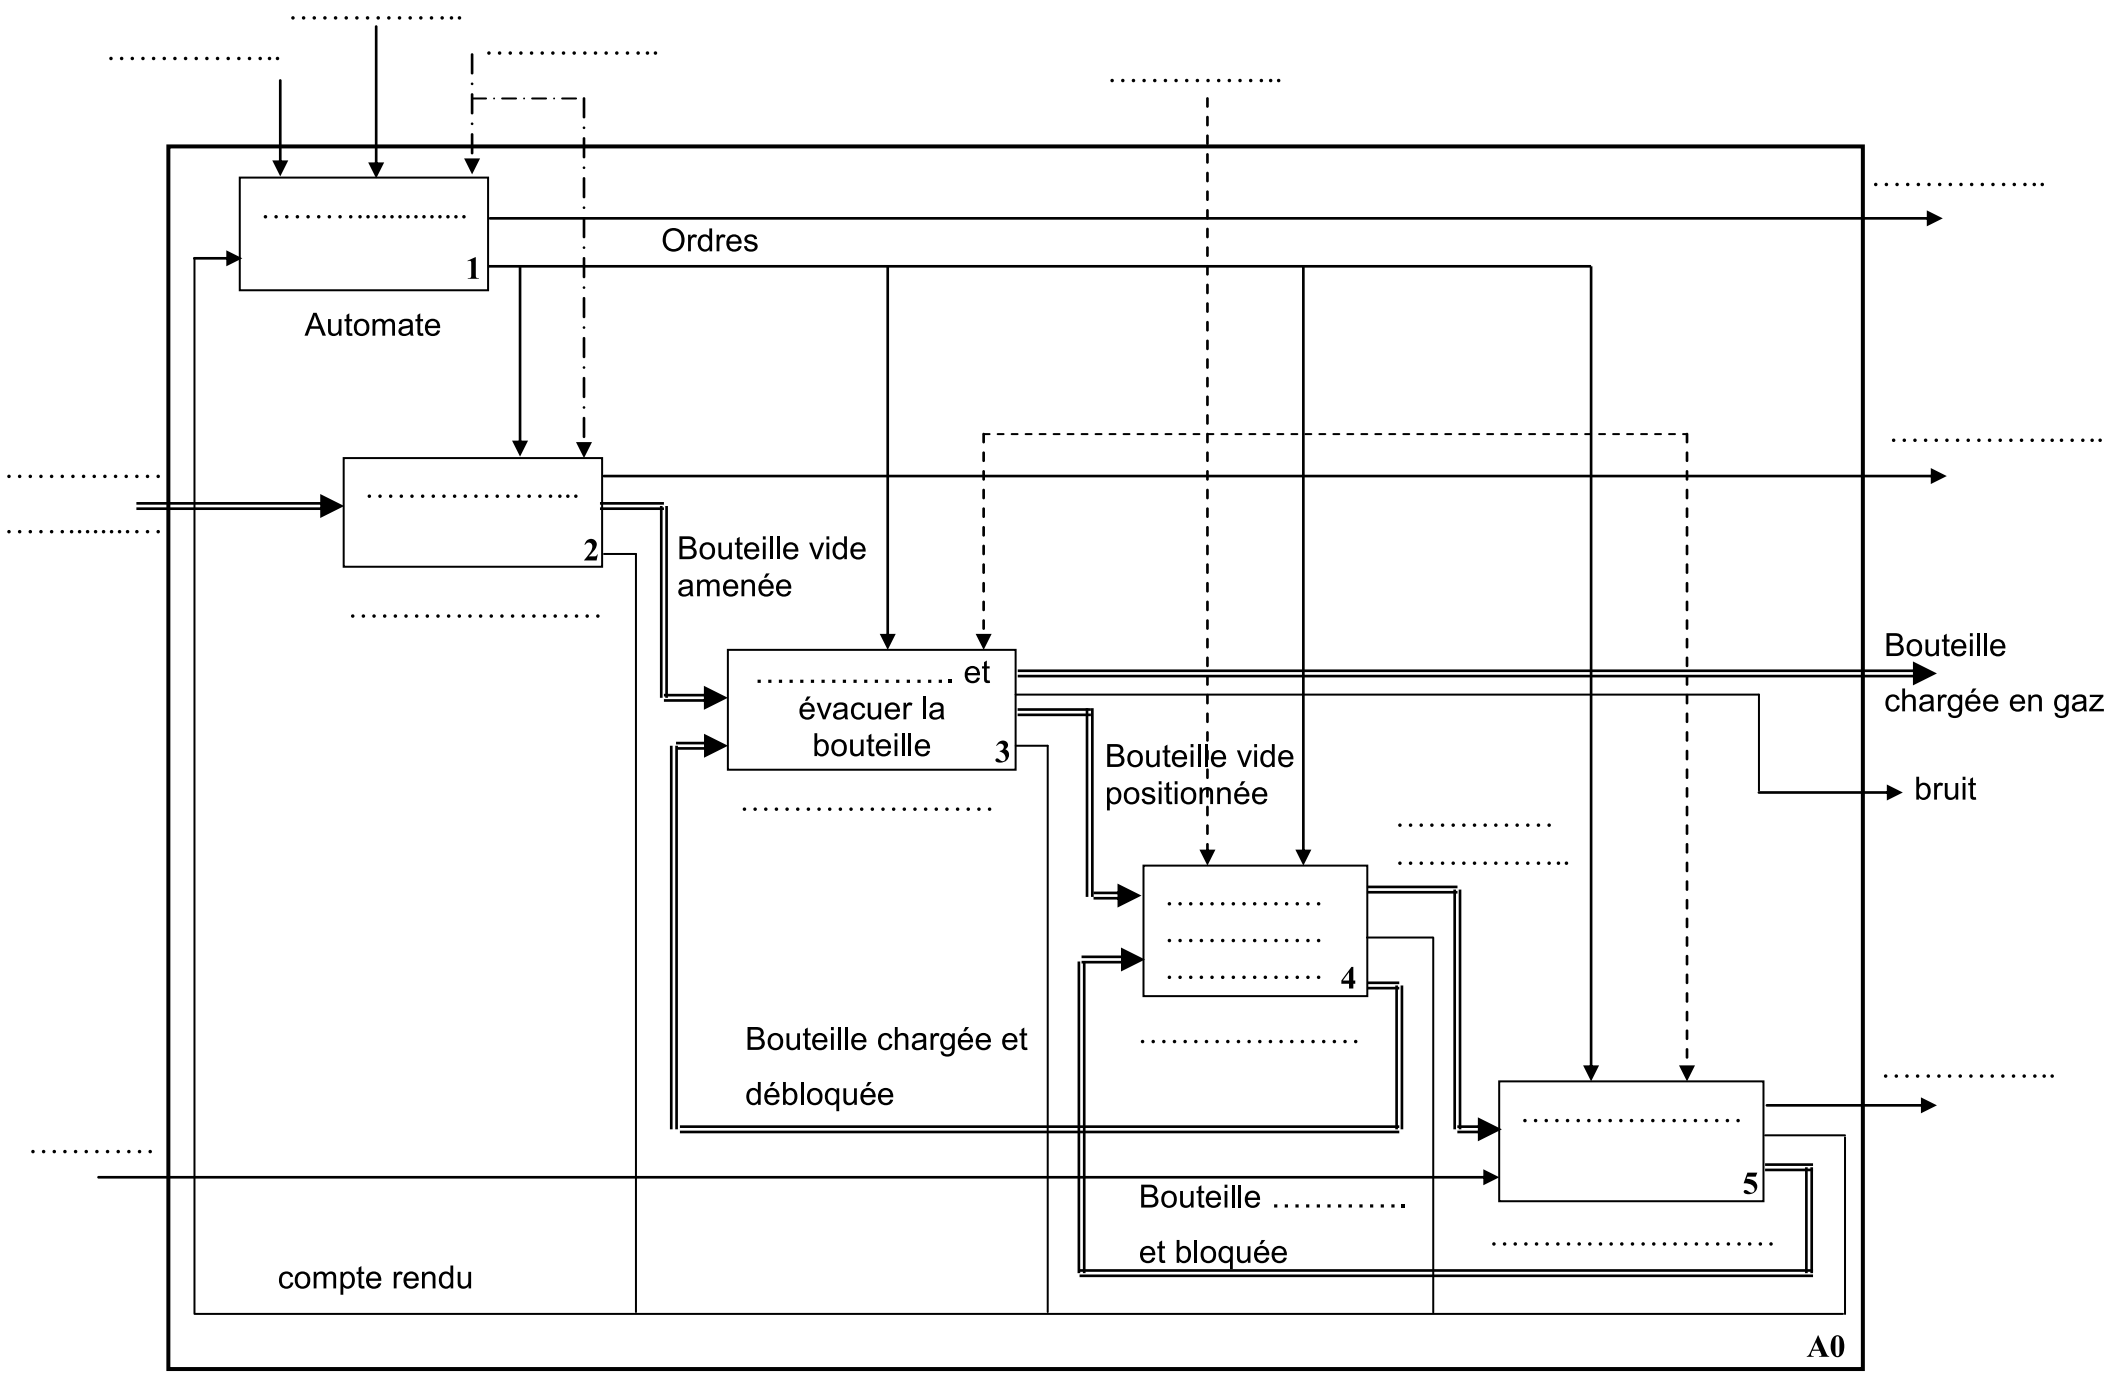 Ordres
1
Automate
2
Bouteille vide
amenée
................... et
évacuer la
bouteille
3
Bouteille
chargée en gaz
bruit
Bouteille vide
positionnée
4
Bouteille chargée et
débloquée
5
Bouteille .............
et bloquée
compte rendu
A0